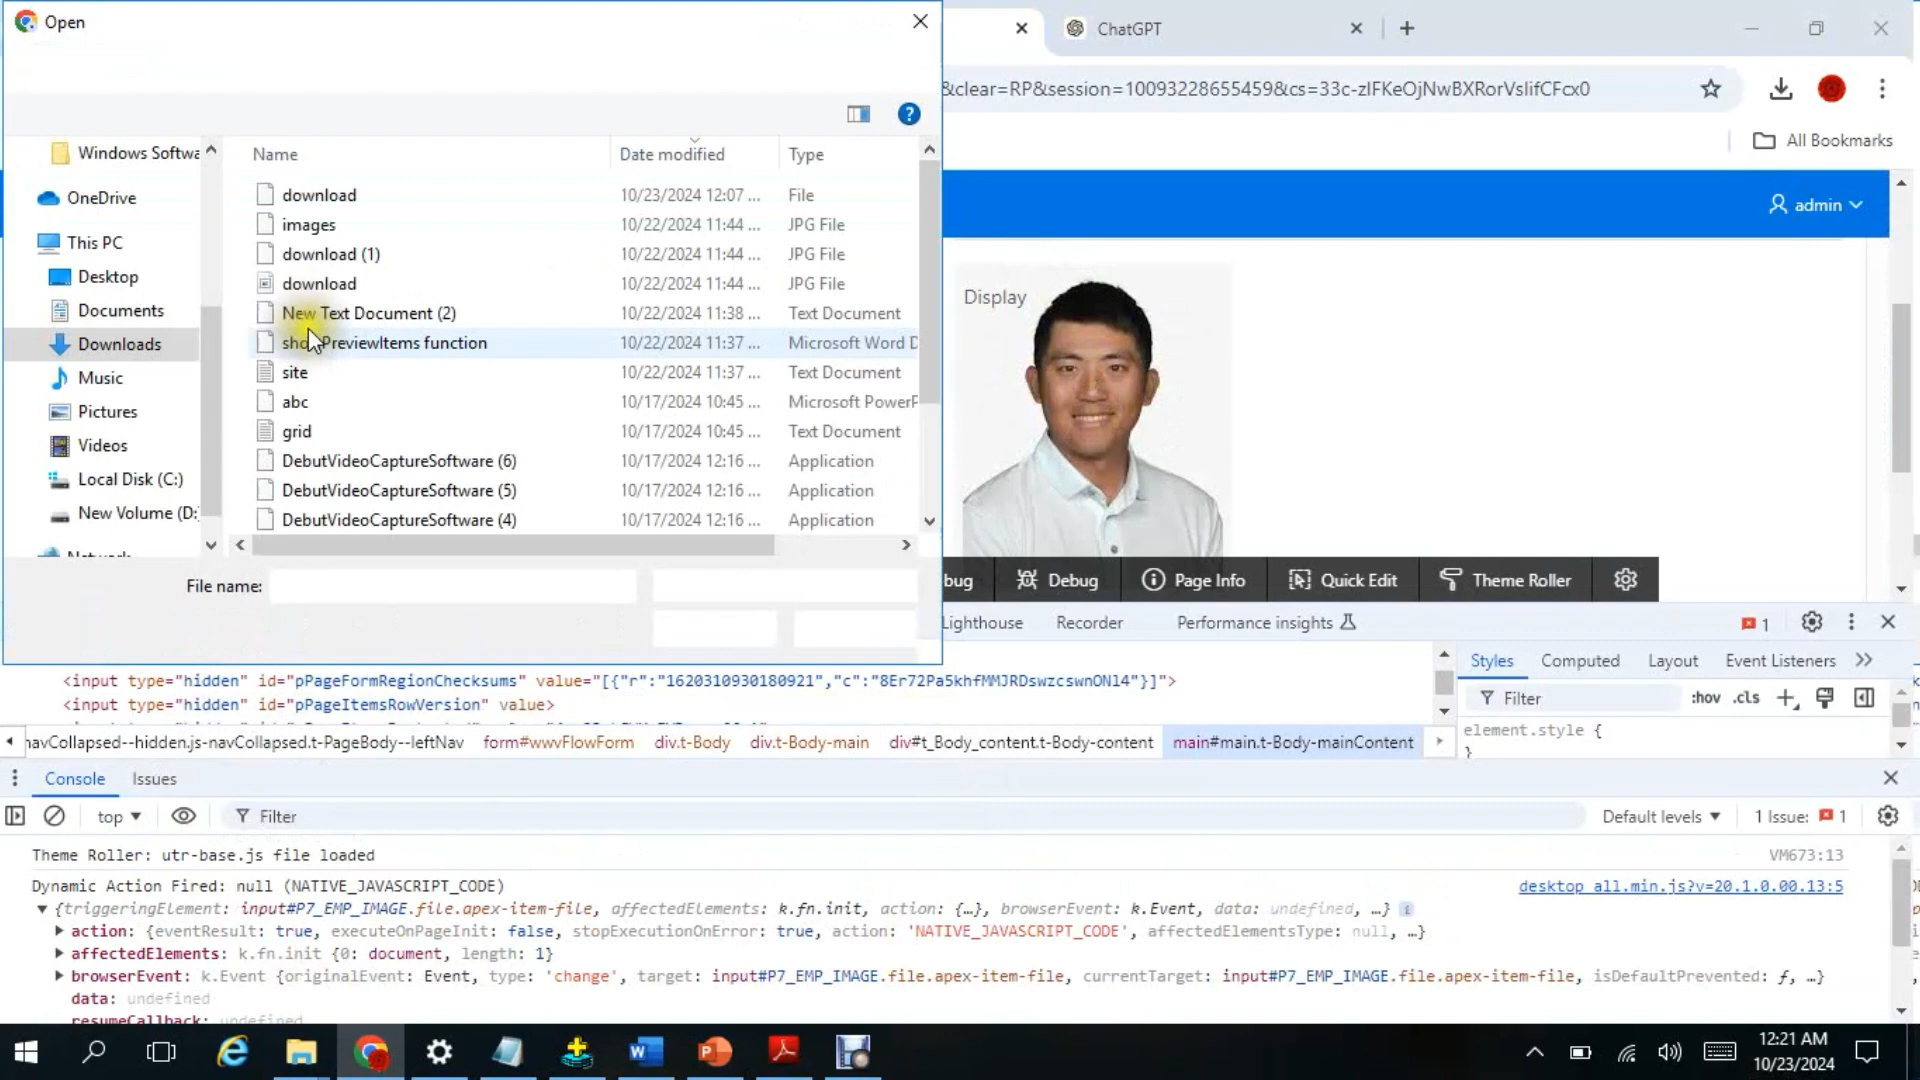 Open
ChatGPT
&clear=RP&session=10093228655459&cs=33c-zIFKeOjNwBXRorVsIifCFcx0
All Bookmarks
Name Date modified Type
Windows Softwa
OneDrive
This PC
Desktop
Documents
Downloads
Music
Pictures
Videos
Local Disk (C:)
New Volume (D:
Network
download 10/23/2024 12:07 ... File
images 10/22/2024 11:44 ... JPG File
download (1) 10/22/2024 11:44 ... JPG File
download 10/22/2024 11:44 ... JPG File
New Text Document (2) 10/22/2024 11:38 ... Text Document
PreviewItems function 10/22/2024 11:37 ... Microsoft Word D
site 10/22/2024 11:37 ... Text Document
abc 10/17/2024 10:45 ... Microsoft PowerP
grid 10/17/2024 10:45 ... Text Document
DebutVideoCaptureSoftware (6) 10/17/2024 12:16 ... Application
DebutVideoCaptureSoftware (5) 10/17/2024 12:16 ... Application
DebutVideoCaptureSoftware (4) 10/17/2024 12:16 ... Application
File name:
admin
Display
bug Debug Page Info Quick Edit Theme Roller
Lighthouse Recorder Performance insights 1
<input type="hidden" id="pPageFormRegionChecksums" value="[{"r":"1620310930180921","c":"8Er72Pa5khfMMJRDswzcswnONl4"}]">
<input type="hidden" id="pPageItemsRowVersion" value>
Styles Computed Layout Event Listeners
Filter :hov .cls
element.style {
}
navCollapsed--hidden.js-navCollapsed.t-PageBody--leftNav form#wwvFlowForm div.t-Body div.t-Body-main div#t_Body_content.t-Body-content main#main.t-Body-mainContent
Console Issues
top Filter Default levels 1 Issue: 1
Theme Roller: utr-base.js file loaded VM673:13
Dynamic Action Fired: null (NATIVE_JAVASCRIPT_CODE) desktop_all.min.js?v=20.1.0.00.13:5
{triggeringElement: input#P7_EMP_IMAGE.file.apex-item-file, affectedElements: k.fn.init, action: {…}, browserEvent: k.Event, data: undefined, …}
action: {eventResult: true, executeOnPageInit: false, stopExecutionOnError: true, action: 'NATIVE_JAVASCRIPT_CODE', affectedElementsType: null, …}
affectedElements: k.fn.init {0: document, length: 1}
browserEvent: k.Event {originalEvent: Event, type: 'change', target: input#P7_EMP_IMAGE.file.apex-item-file, currentTarget: input#P7_EMP_IMAGE.file.apex-item-file, isDefaultPrevented: ƒ, …}
data: undefined
resumeCallback: undefined
12:21 AM
10/23/2024